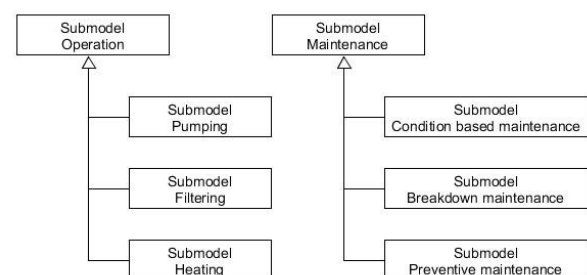 Submodel
Operation
Submodel
Pumping
Submodel
Filtering
Submodel
Heating
Submodel
Maintenance
Submodel
Condition based maintenance
Submodel
Breakdown maintenance
Submodel
Preventive maintenance